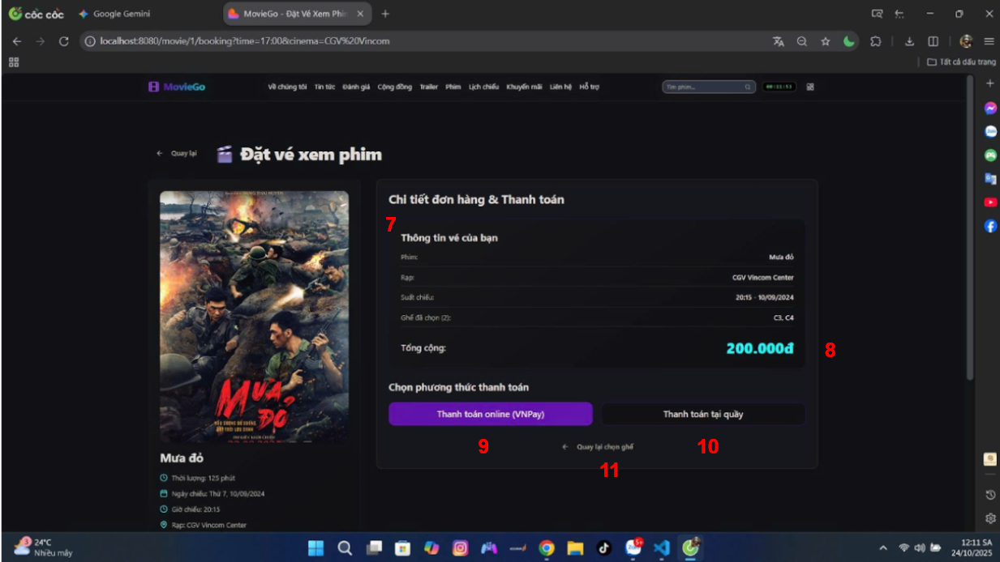 cốc cốc
Google Gemini
MovieGo - Đặt Vé Xem Phin
localhost:8080/movie/1/booking?time=17:00&cinema=CGV%20Vincom
Tất cả dấu trang
MovieGo
Về chúng tôi Tin tức Đánh giá Cộng đồng Trailer Phim Lịch chiếu Khuyến mãi Liên hệ Hỗ trợ
Tìm phim...
00:11:53
Quay lại
Đặt vé xem phim
MƯA ĐỎ
Mưa đỏ
Thời lượng: 125 phút
Ngày chiếu: Thứ 7, 10/09/2024
Giờ chiếu: 20:15
Rạp: CGV Vincom Center
Chi tiết đơn hàng & Thanh toán
7
Thông tin vé của bạn
Phim: Mưa đỏ
Rạp: CGV Vincom Center
Suất chiếu: 20:15 - 10/09/2024
Ghế đã chọn (2): C3, C4
Tổng cộng: 200.000đ
8
Chọn phương thức thanh toán
Thanh toán online (VNPay) Thanh toán tại quầy
9
10
Quay lại chọn ghế
11
3
24°C
Nhiều mây
5+
12:11 SA
24/10/2025